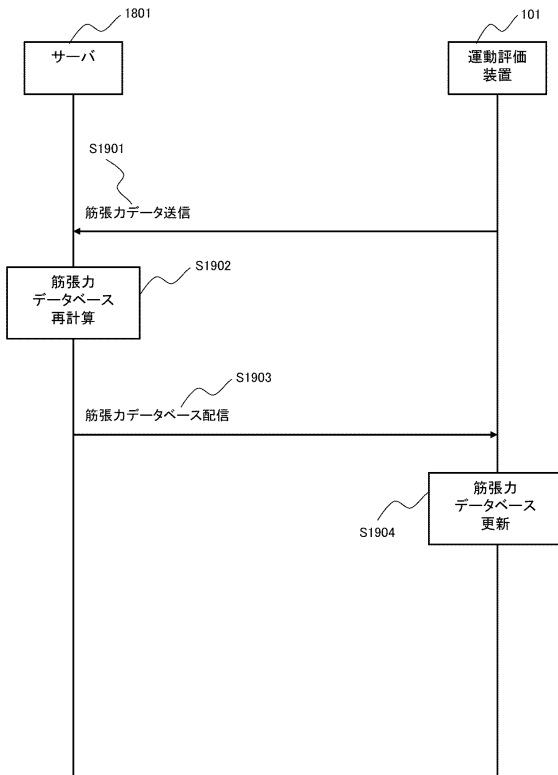 1801
サーバ
101
運動評価
装置
S1901
筋張力データ送信
筋張力
データベース
再計算
S1902
S1903
筋張力データベース配信
筋張力
データベース
更新
S1904